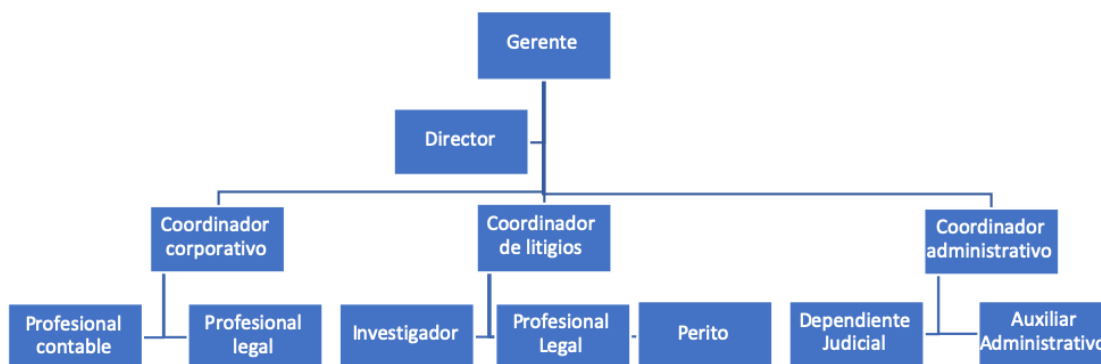 Gerente
Director
Coordinador
corporativo
Coordinador
de litigios
Coordinador
administrativo
Profesional
contable
Profesional
legal
Investigador
Profesional
Legal
Perito
Dependiente
Judicial
Auxiliar
Administrativo